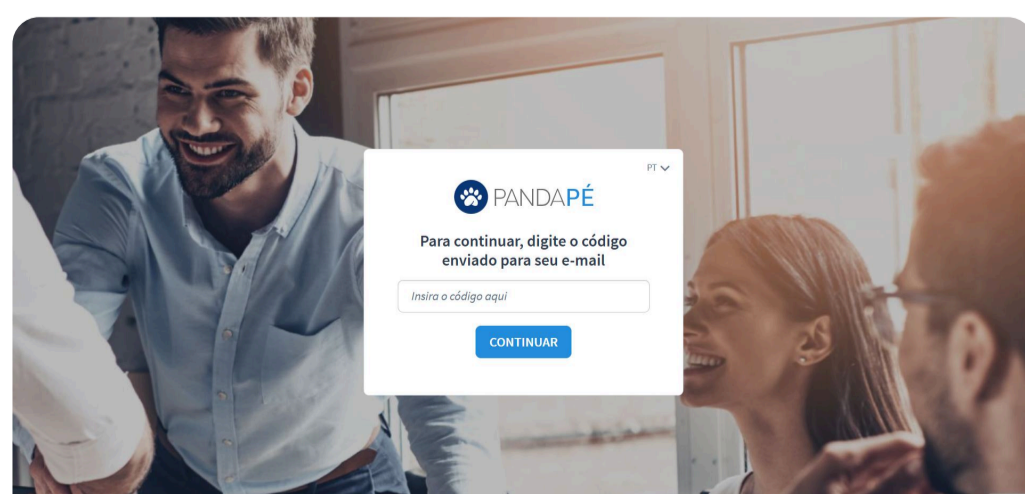 PT
PANDAPÉ
Para continuar, digite o código
enviado para seu e-mail
Insira o código aqui
CONTINUAR